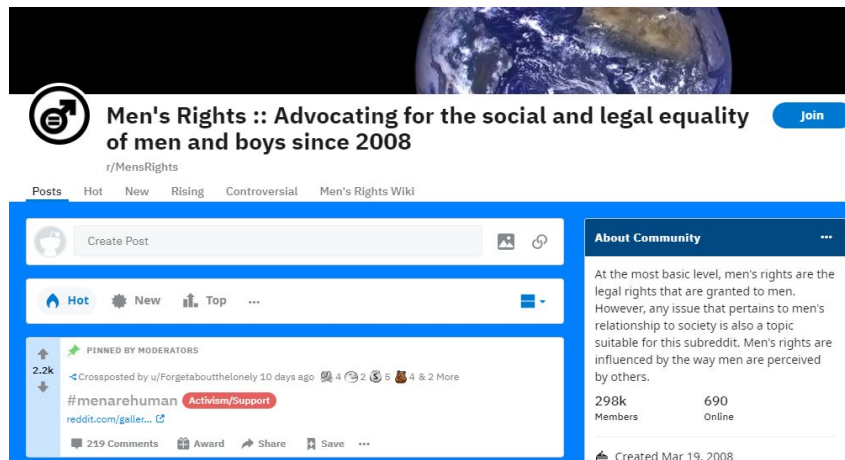 Men's Rights :: Advocating for the social and legal equality
of men and boys since 2008
Join
r/MensRights
Posts Hot New Rising Controversial Men's Rights Wiki
Create Post
Hot New Top ...
PINNED BY MODERATORS
2.2k
Crossposted by u/Forgetaboutthelonely 10 days ago 4 2 5 4 & 2 More
#menarehuman Activism/Support
reddit.com/galler...
219 Comments Award Share Save ...
About Community ...
At the most basic level, men's rights are the
legal rights that are granted to men.
However, any issue that pertains to men's
relationship to society is also a topic
suitable for this subreddit. Men's rights are
influenced by the way men are perceived
by others.
298k 690
Members Online
Created Mar 19, 2008